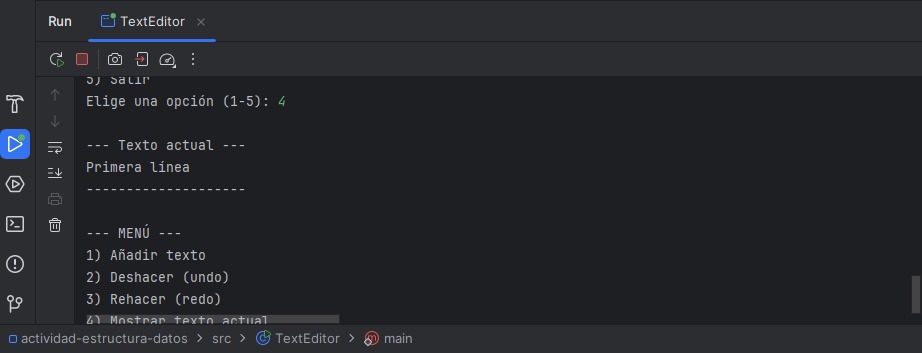 Run
TextEditor
5) Salir
Elige una opción (1-5): 4
--- Texto actual ---
Primera línea
--------------------
--- MENÚ ---
1) Añadir texto
2) Deshacer (undo)
3) Rehacer (redo)
4) Mostrar texto actual
actividad-estructura-datos > src > TextEditor > main